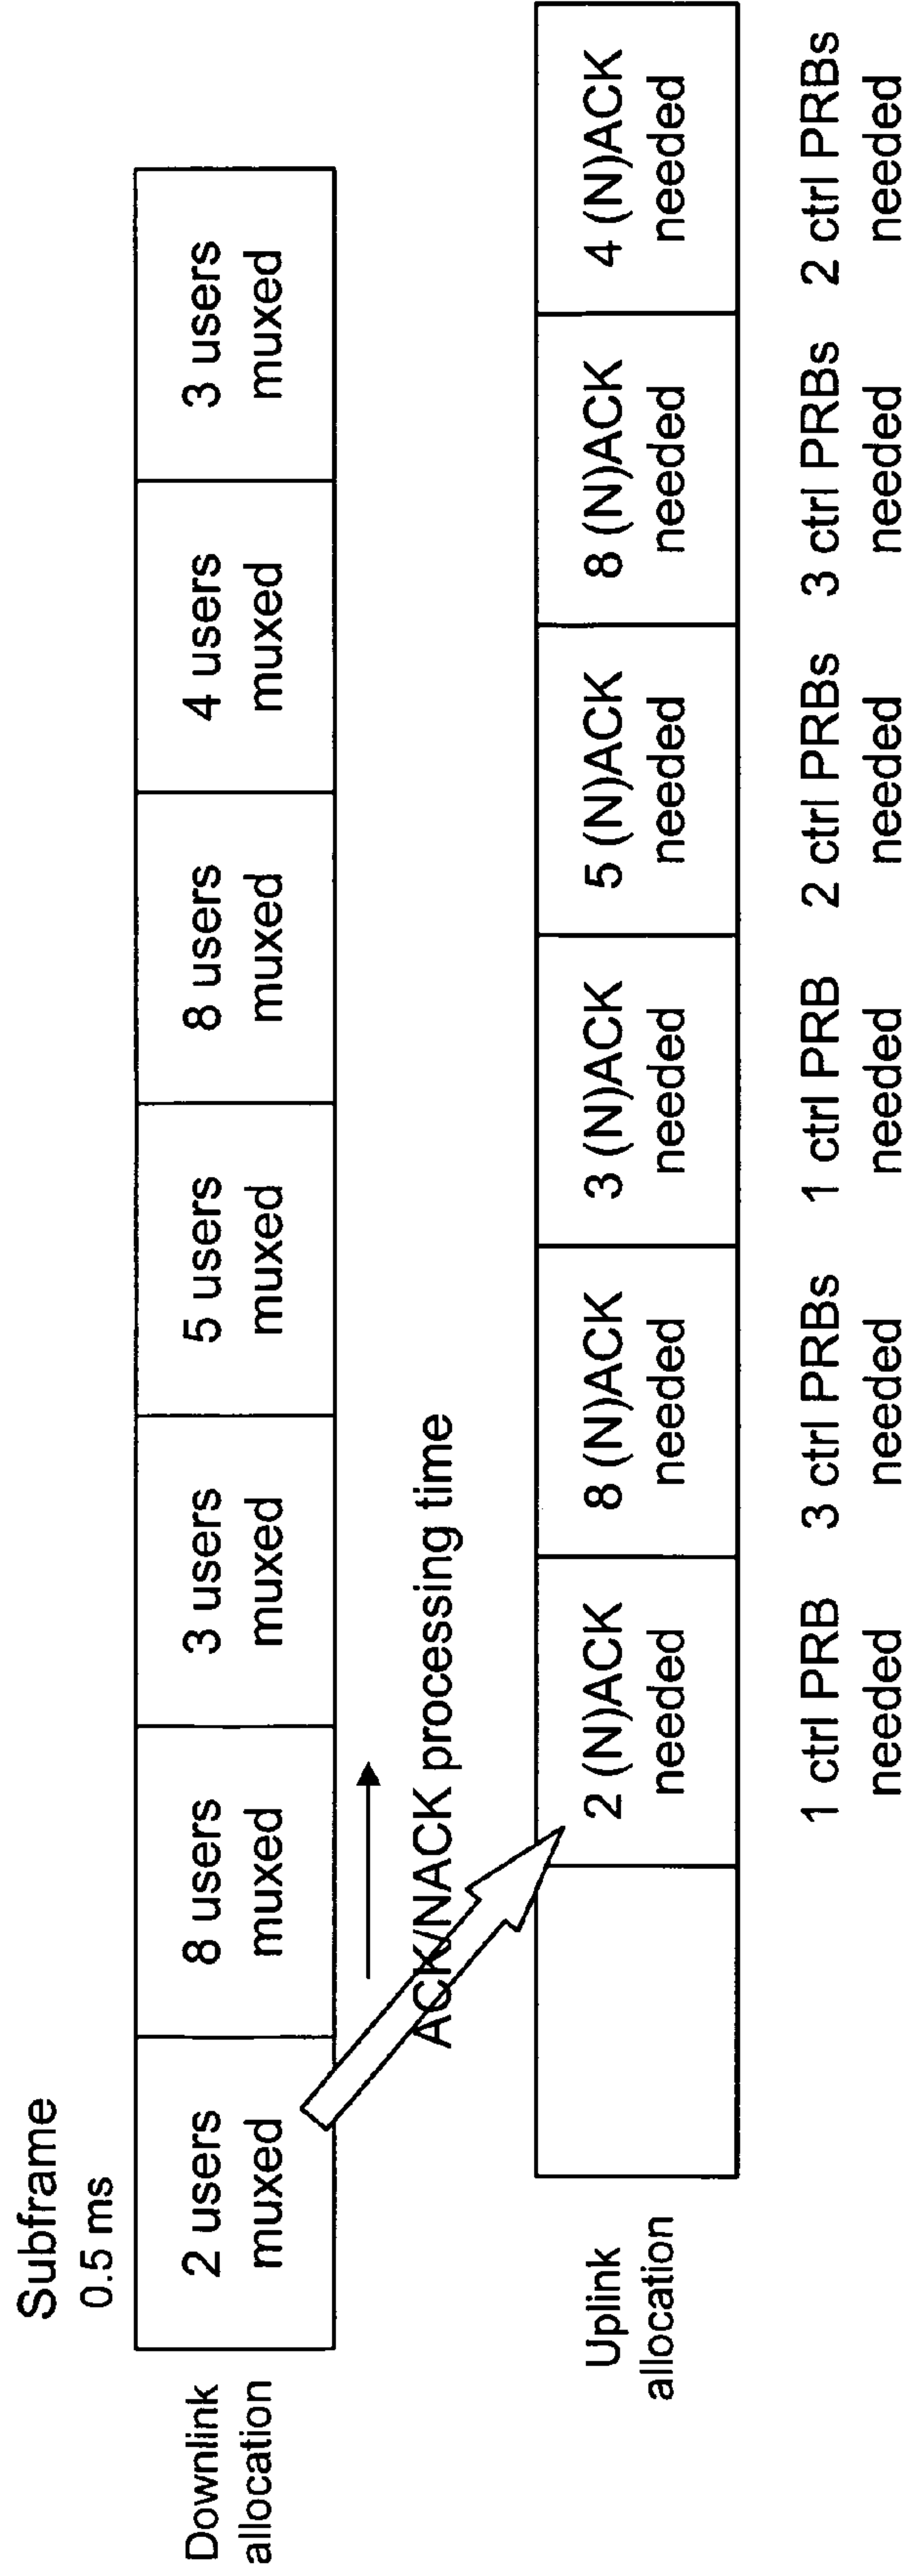 Subframe
0.5 ms
Downlink
allocation
2 users
muxed
8 users
muxed
3 users
muxed
5 users
muxed
8 users
muxed
4 users
muxed
3 users
muxed
ACK/NACK processing time
Uplink
allocation
2 (N)ACK
needed
8 (N)ACK
needed
3 (N)ACK
needed
5 (N)ACK
needed
8 (N)ACK
needed
4 (N)ACK
needed
1 ctrl PRB
needed
3 ctrl PRBs
needed
1 ctrl PRB
needed
2 ctrl PRBs
needed
3 ctrl PRBs
needed
2 ctrl PRBs
needed